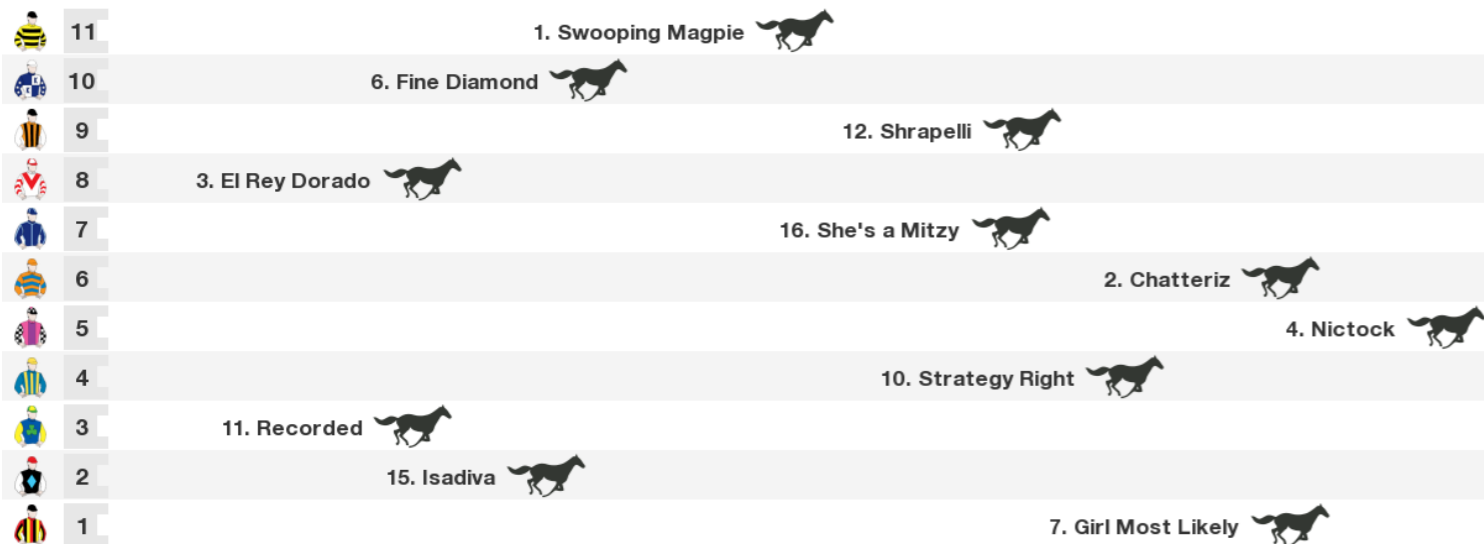 11 1. Swooping Magpie
10 6. Fine Diamond
9 12. Shrapelli
8 3. El Rey Dorado
7 16. She's a Mitzy
6 2. Chatteriz
5 4. Nictock
4 10. Strategy Right
3 11. Recorded
2 15. Isadiva
1 7. Girl Most Likely